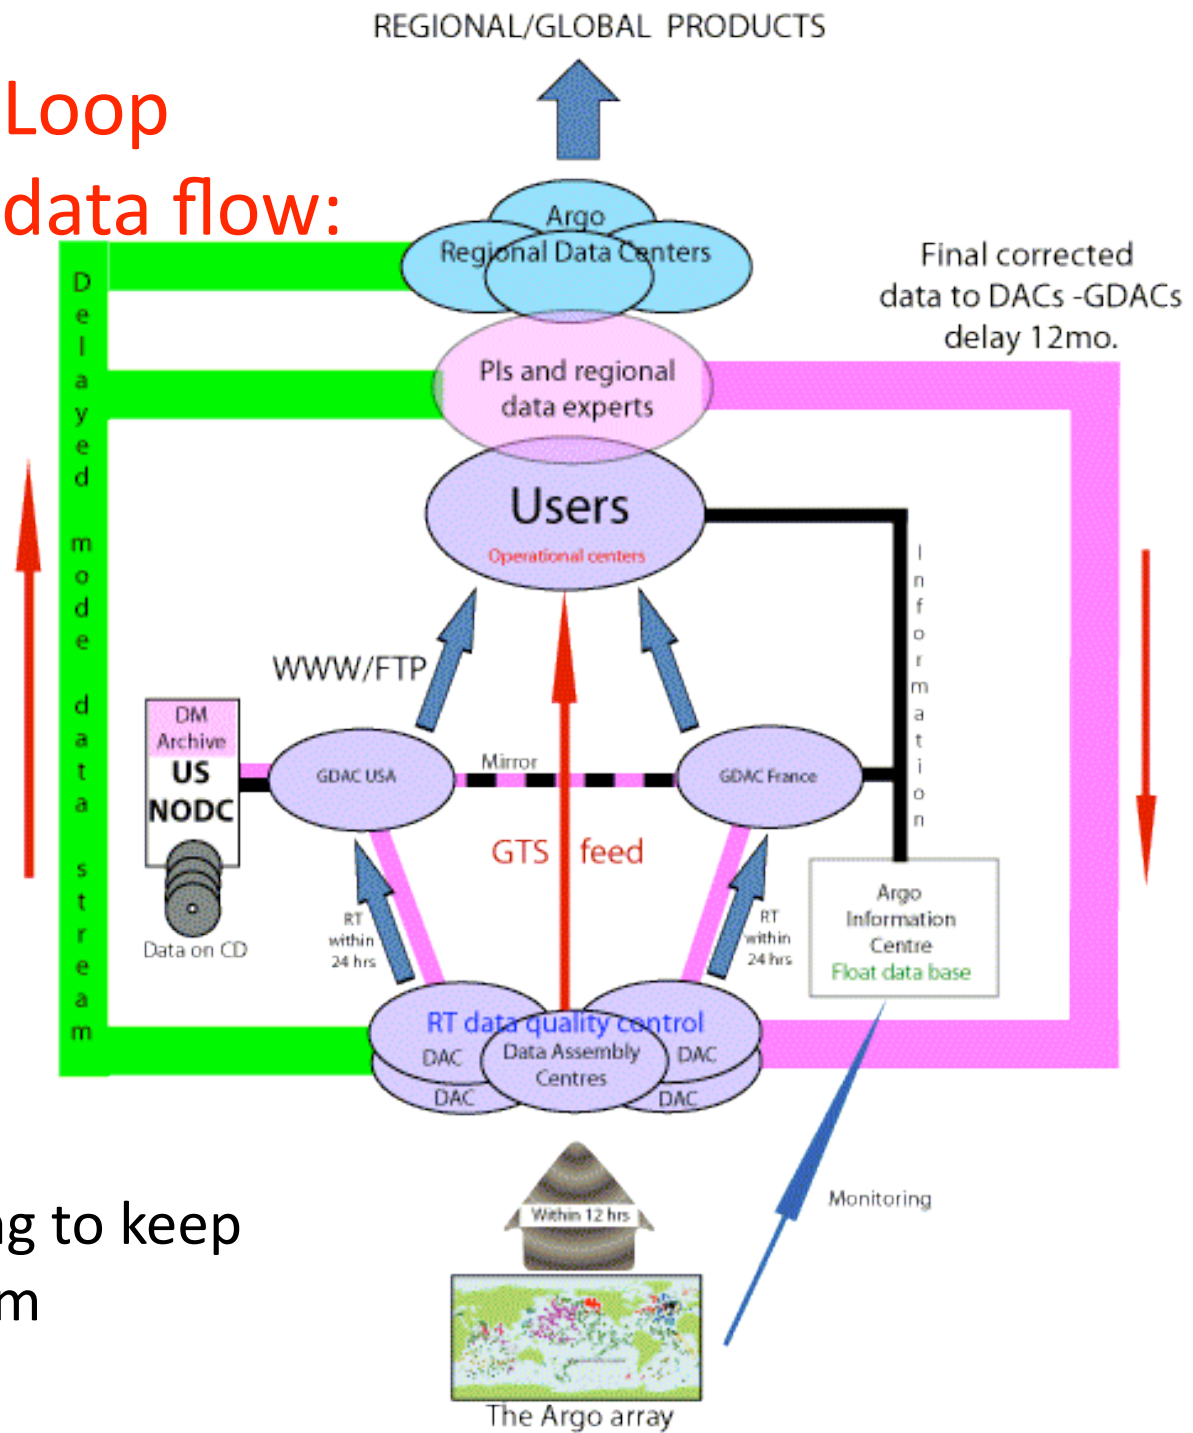 REGIONAL/GLOBAL PRODUCTS
Loop
data flow:
Argo
Regional Data Centers
Final corrected
data to DACs -GDACs
delay 12mo.
Delayed mode data stream
PIs and regional
data experts
Users
Operational centers
Information
WWW/FTP
DM
Archive
US
NODC
Data on CD
GDAC USA
Mirror
GDAC France
GTS feed
RT
within
24 hrs
RT
within
24 hrs
Argo
Information
Centre
Float data base
RT data quality control
DAC
Data Assembly
Centres
DAC
DAC
DAC
Within 12 hrs
Monitoring
ng to keep
m
The Argo array